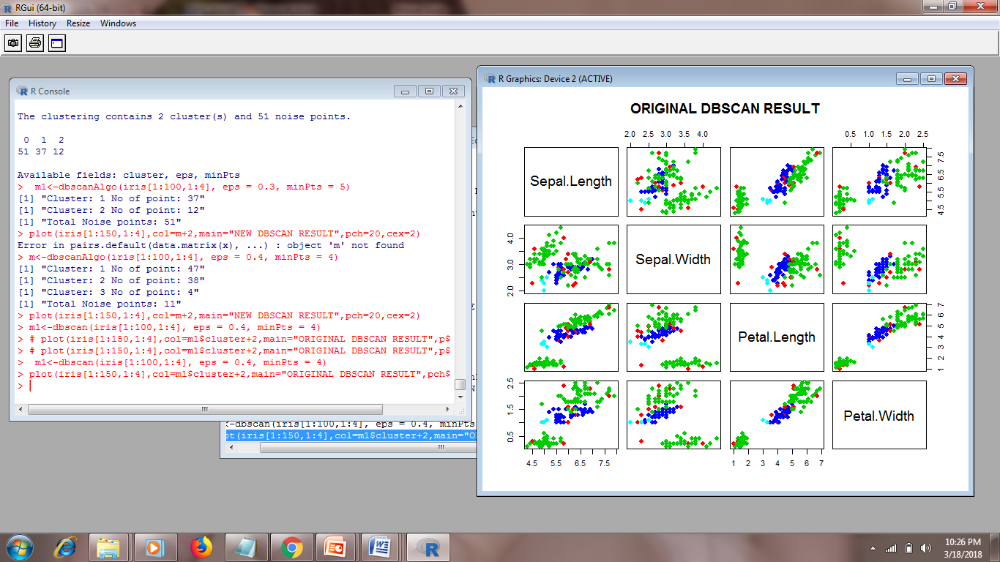 RGui (64-bit)
File History Resize Windows
R Console
The clustering contains 2 cluster(s) and 51 noise points.
0 1 2
51 37 12
Available fields: cluster, eps, minPts
> m1<-dbscanAlgo(iris[1:100,1:4], eps = 0.3, minPts = 5)
[1] "Cluster: 1 No of point: 37"
[1] "Cluster: 2 No of point: 12"
[1] "Total Noise points: 51"
> plot(iris[1:150,1:4],col=m+2,main="NEW DBSCAN RESULT",pch=20,cex=2)
Error in pairs.default(data.matrix(x), ...) : object 'm' not found
> m<-dbscanAlgo(iris[1:100,1:4], eps = 0.4, minPts = 4)
[1] "Cluster: 1 No of point: 47"
[1] "Cluster: 2 No of point: 38"
[1] "Cluster: 3 No of point: 4"
[1] "Total Noise points: 11"
> plot(iris[1:150,1:4],col=m+2,main="NEW DBSCAN RESULT",pch=20,cex=2)
> m1<-dbscan(iris[1:100,1:4], eps = 0.4, minPts = 4)
> # plot(iris[1:150,1:4],col=m1$cluster+2,main="ORIGINAL DBSCAN RESULT",p$
> # plot(iris[1:150,1:4],col=m1$cluster+2,main="ORIGINAL DBSCAN RESULT",p$
> m1<-dbscan(iris[1:100,1:4], eps = 0.4, minPts = 4)
> plot(iris[1:150,1:4],col=m1$cluster+2,main="ORIGINAL DBSCAN RESULT",pch$
>
<-dbscan(iris[1:100,1:4], eps = 0.4, minPts
ot(iris[1:150,1:4],col=m1$cluster+2,main="O
R Graphics: Device 2 (ACTIVE)
ORIGINAL DBSCAN RESULT
2.0 2.5 3.0 3.5 4.0
0.5 1.0 1.5 2.0 2.5
Sepal.Length
4.5 5.5 6.5 7.5
2.0 3.0 4.0
Sepal.Width
Petal.Length
1 2 3 4 5 6 7
0.5 1.5 2.5
Petal.Width
4.5 5.5 6.5 7.5
1 2 3 4 5 6 7
10:26 PM
3/18/2018